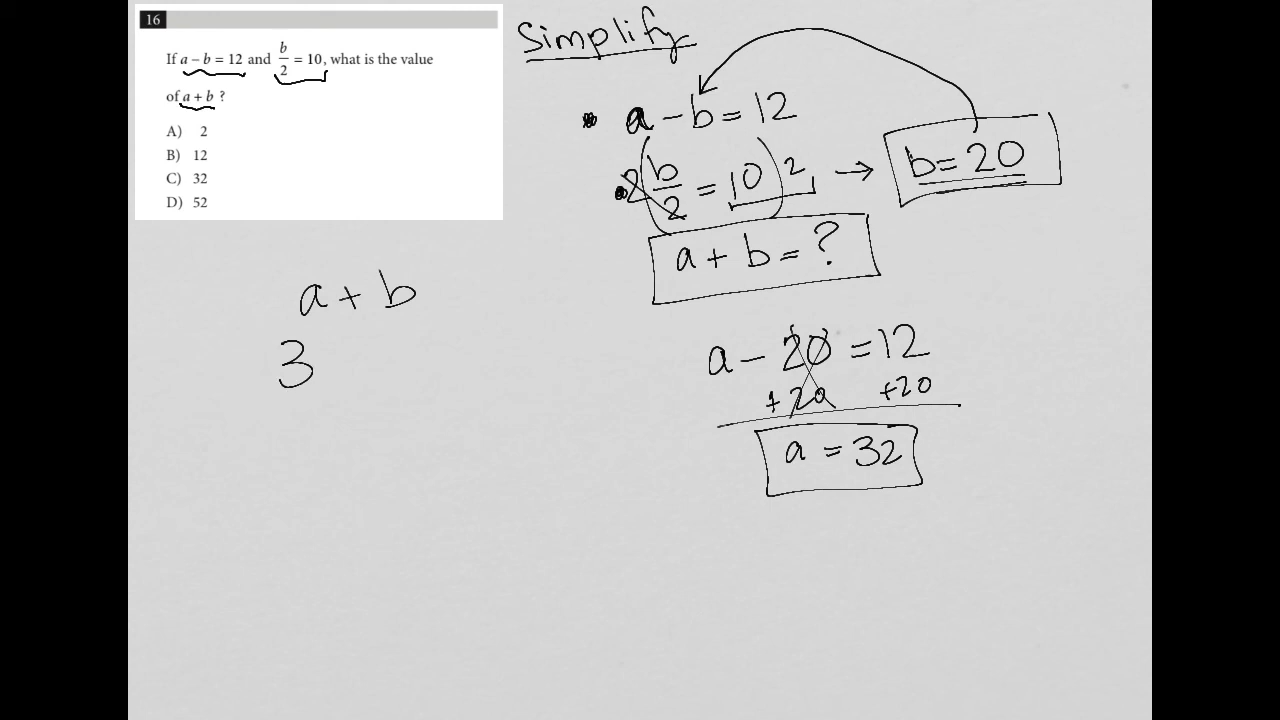 16
If a – b = 12 and b/2 = 10, what is the value
of a + b ?
A) 2
B) 12
C) 32
D) 52
Simplify
a – b = 12
2(b/2 = 10)2 → b = 20
a + b = ?
a + b
3
a – 20 = 12
+20 +20
a = 32